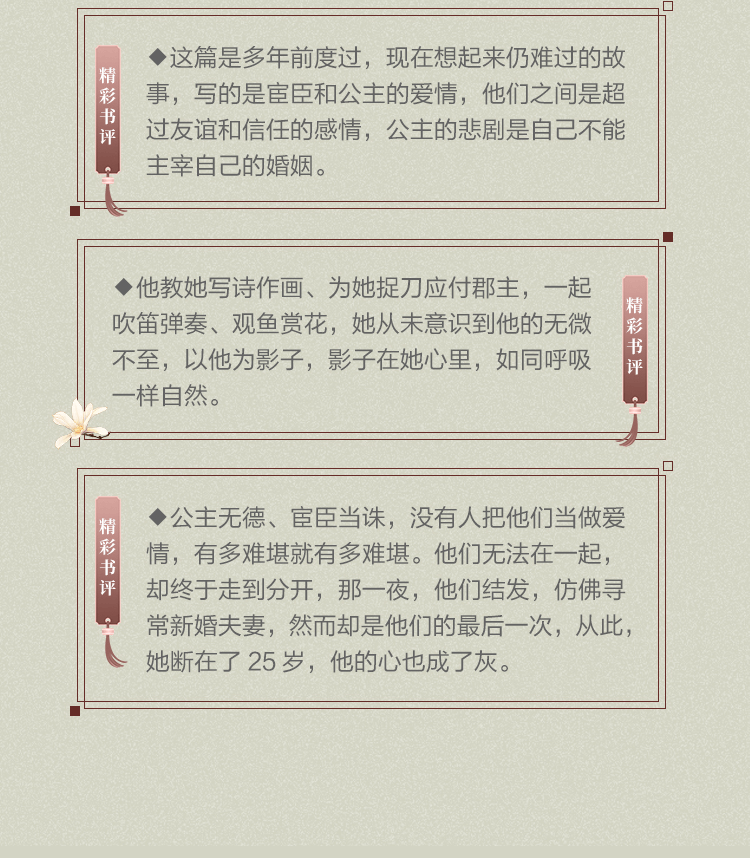 精彩书评
◆这篇是多年前度过，现在想起来仍难过的故
事，写的是宦臣和公主的爱情，他们之间是超
过友谊和信任的感情，公主的悲剧是自己不能
主宰自己的婚姻。
◆他教她写诗作画、为她捉刀应付郡主，一起
吹笛弹奏、观鱼赏花，她从未意识到他的无微
不至，以他为影子，影子在她心里，如同呼吸
一样自然。
精彩书评
精彩书评
◆公主无德、宦臣当诛，没有人把他们当做爱
情，有多难堪就有多难堪。他们无法在一起，
却终于走到分开，那一夜，他们结发，仿佛寻
常新婚夫妻，然而却是他们的最后一次，从此，
她断在了 25 岁，他的心也成了灰。